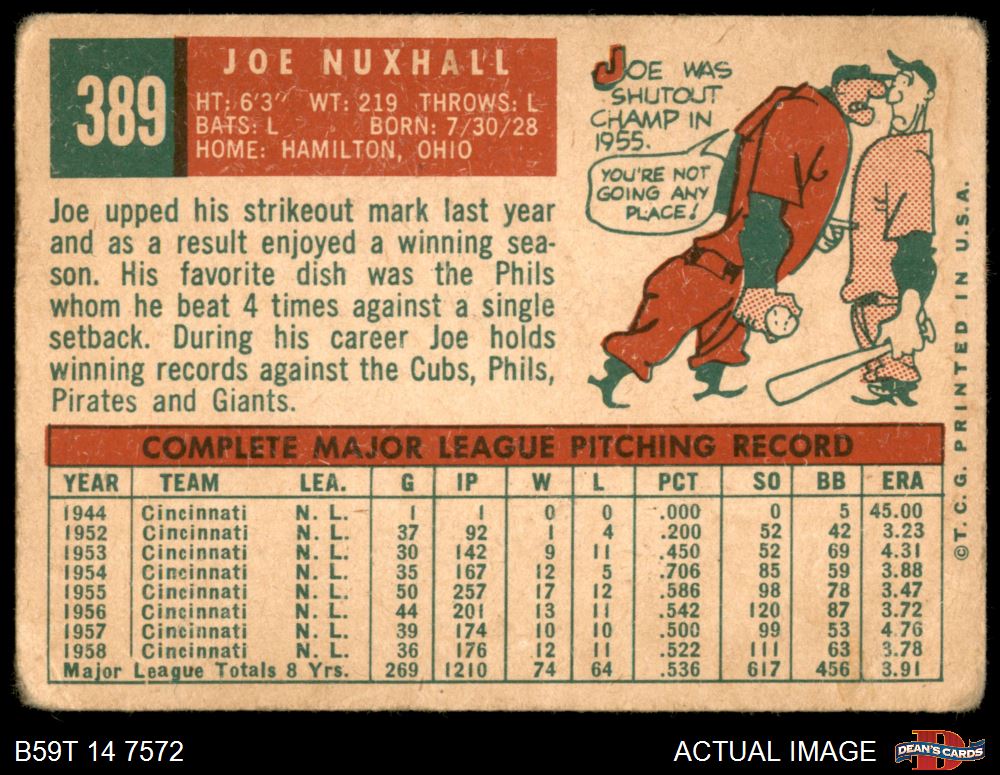 389
JOE NUXHALL
HT: 6'3" WT: 219 THROWS: L
BATS: L BORN: 7/30/28
HOME: HAMILTON, OHIO
JOE WAS
SHUTOUT
CHAMP IN
1955.
YOU'RE NOT
GOING ANY
PLACE!
Joe upped his strikeout mark last year
and as a result enjoyed a winning sea-
son. His favorite dish was the Phils
whom he beat 4 times against a single
setback. During his career Joe holds
winning records against the Cubs, Phils,
Pirates and Giants.
COMPLETE MAJOR LEAGUE PITCHING RECORD
YEAR TEAM LEA. G IP W L PCT SO BB ERA
1944 Cincinnati N. L. 1 1 0 0 .000 0 5 45.00
1952 Cincinnati N. L. 37 92 1 4 .200 52 42 3.23
1953 Cincinnati N. L. 30 142 9 11 .450 52 69 4.31
1954 Cincinnati N. L. 35 167 12 5 .706 85 59 3.88
1955 Cincinnati N. L. 50 257 17 12 .586 98 78 3.47
1956 Cincinnati N. L. 44 201 13 11 .542 120 87 3.72
1957 Cincinnati N. L. 39 174 10 10 .500 99 53 4.76
1958 Cincinnati N. L. 36 176 12 11 .522 111 63 3.78
Major League Totals 8 Yrs. 269 1210 74 64 .536 617 456 3.91
©T. C. G. PRINTED IN U.S.A.
B59T 14 7572
ACTUAL IMAGE
DEAN'S CARDS